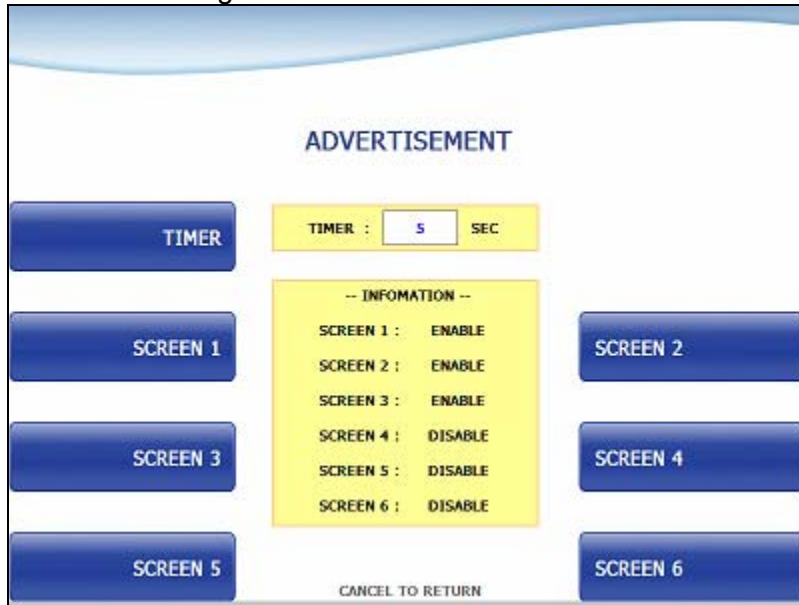 ADVERTISEMENT
TIMER
TIMER : 5 SEC
-- INFOMATION --
SCREEN 1 : ENABLE
SCREEN 2 : ENABLE
SCREEN 3 : ENABLE
SCREEN 4 : DISABLE
SCREEN 5 : DISABLE
SCREEN 6 : DISABLE
SCREEN 1
SCREEN 2
SCREEN 3
SCREEN 4
SCREEN 5
SCREEN 6
CANCEL TO RETURN